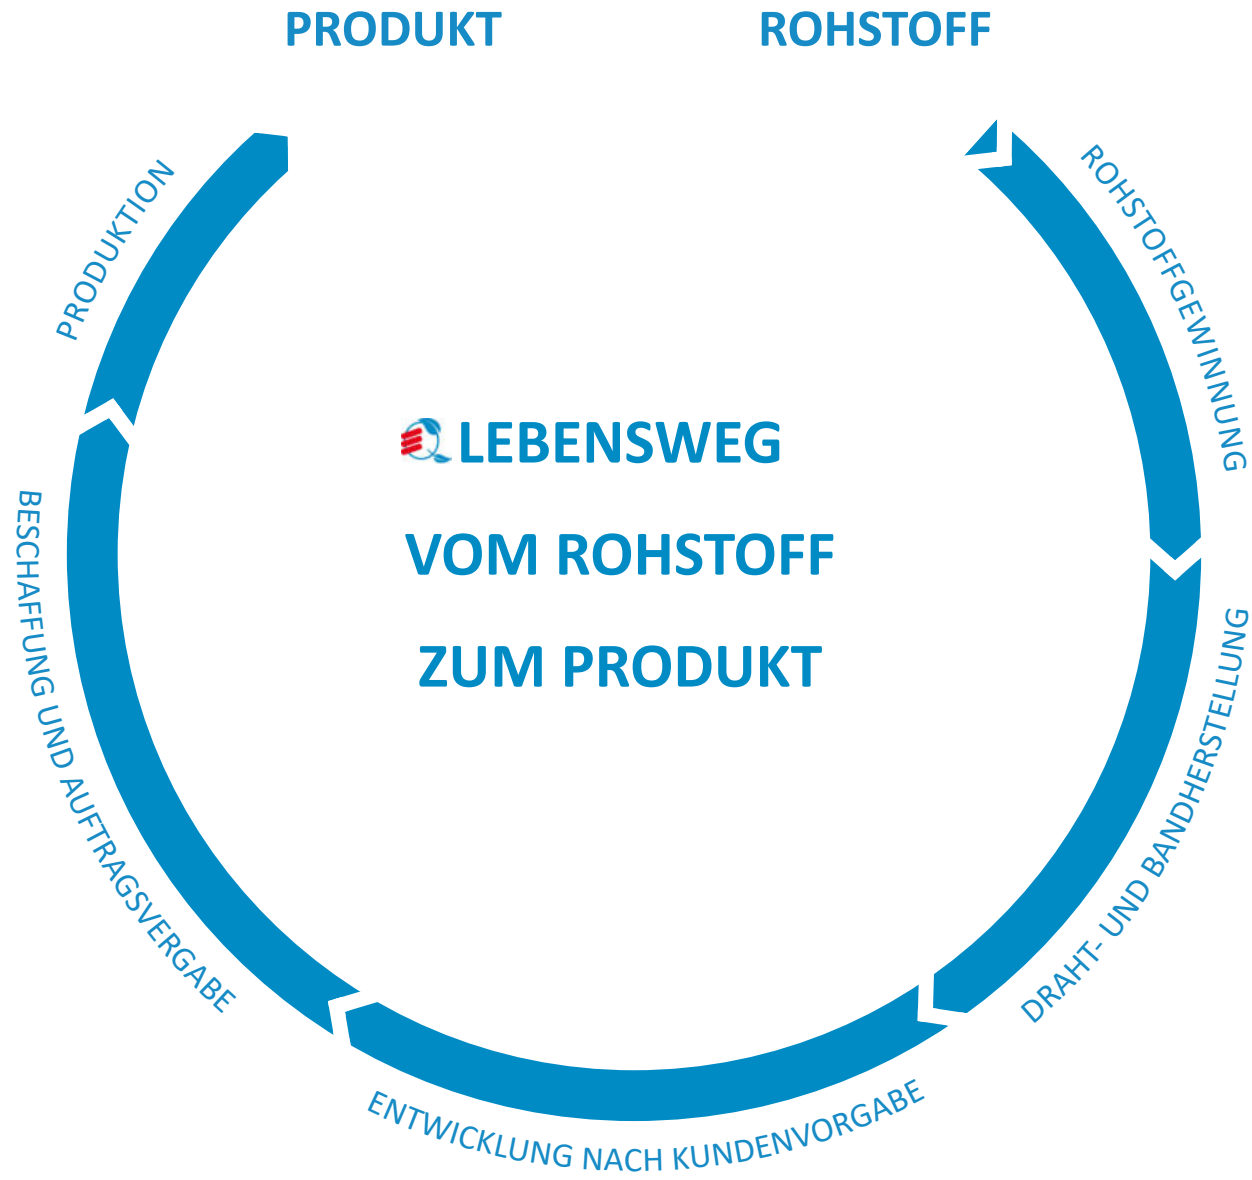 PRODUKT
ROHSTOFF
ROHSTOFFGEWINNUNG
DRAHT- UND BANDHERSTELLUNG
ENTWICKLUNG NACH KUNDENVORGABE
BESCHAFFUNG UND AUFTRAGSVERGABE
PRODUKTION
LEBENSWEG
VOM ROHSTOFF
ZUM PRODUKT